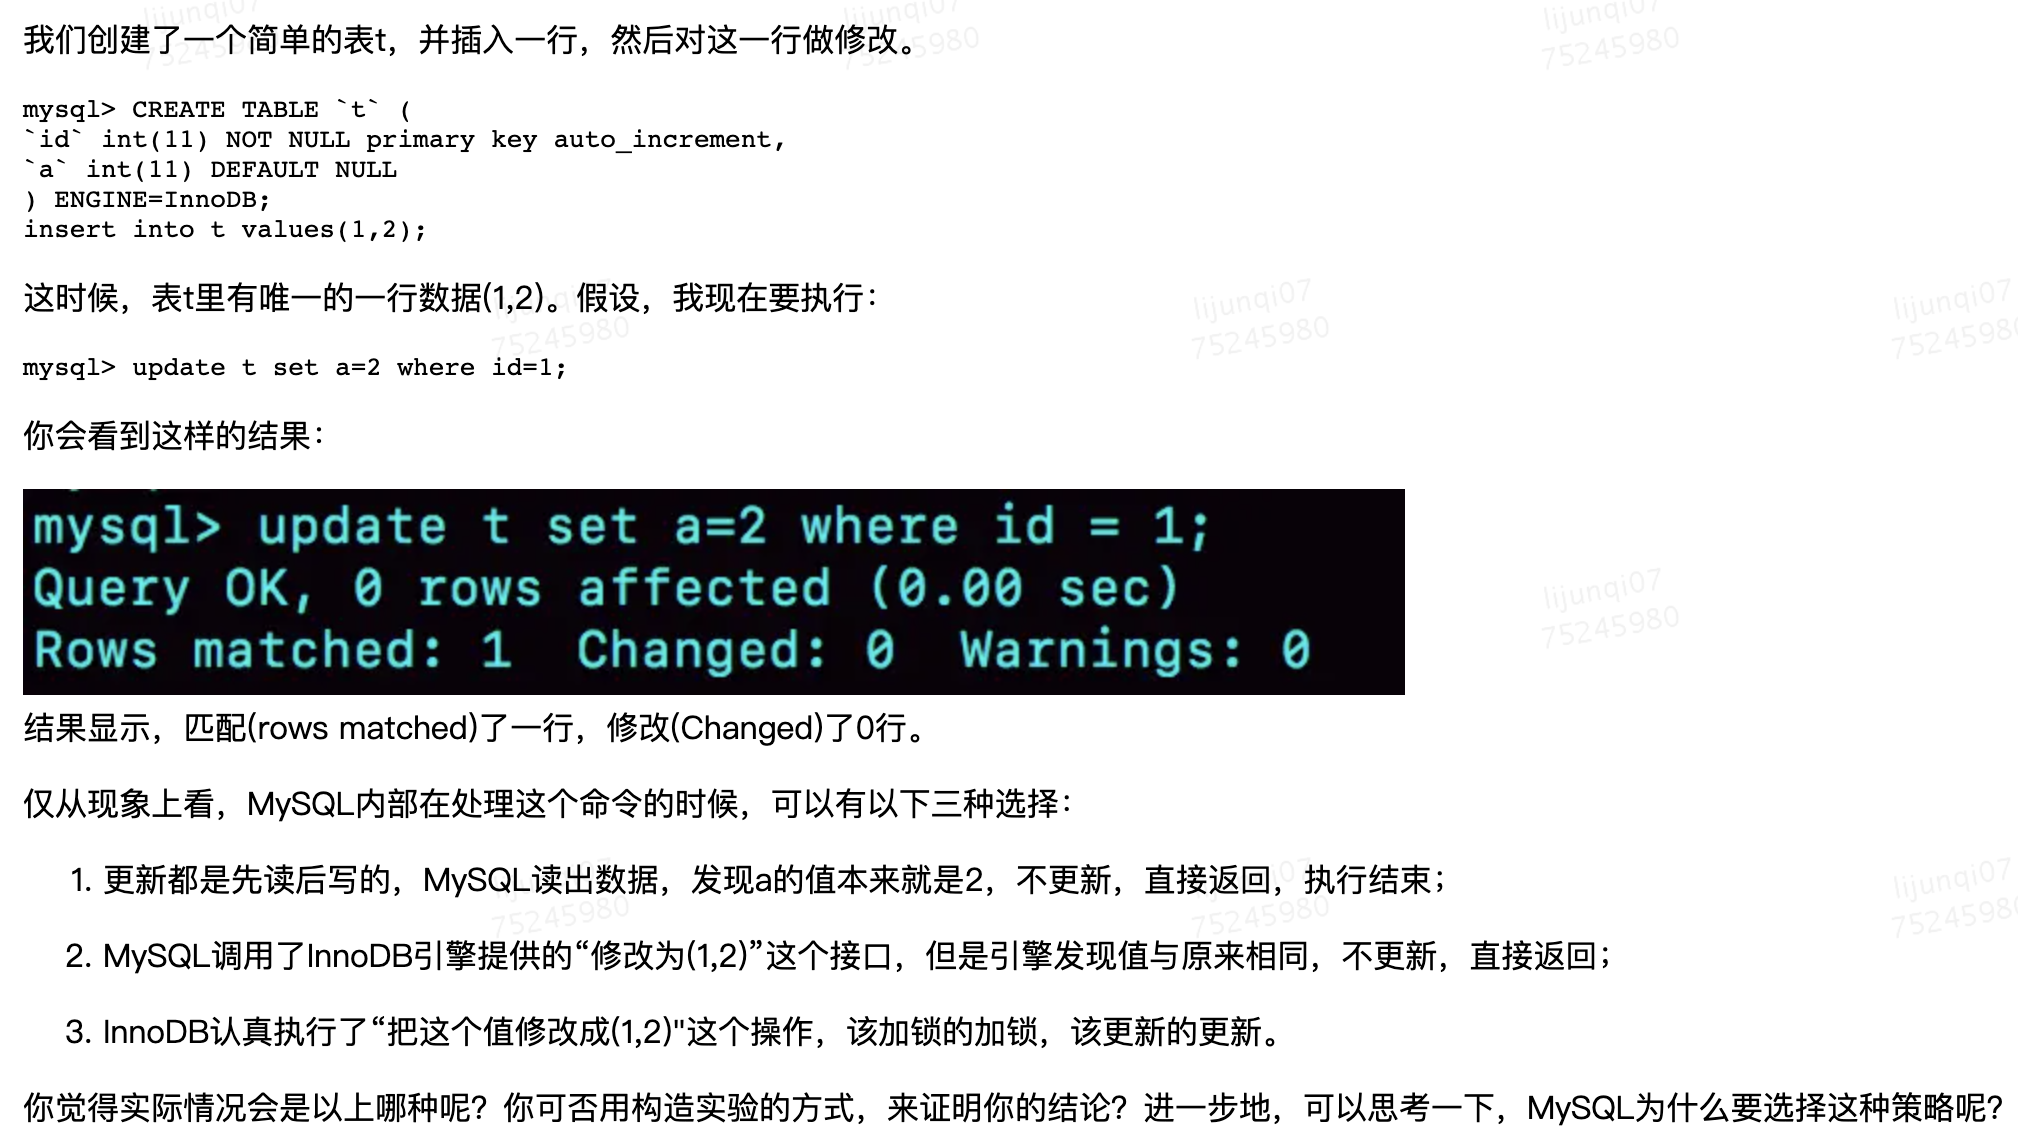 我们创建了一个简单的表t，并插入一行，然后对这一行做修改。
mysql> CREATE TABLE `t` (
`id` int(11) NOT NULL primary key auto_increment,
`a` int(11) DEFAULT NULL
) ENGINE=InnoDB;
insert into t values(1,2);
这时候，表t里有唯一的一行数据(1,2)。假设，我现在要执行：
mysql> update t set a=2 where id=1;
你会看到这样的结果：
mysql> update t set a=2 where id = 1;
Query OK, 0 rows affected (0.00 sec)
Rows matched: 1  Changed: 0  Warnings: 0
结果显示，匹配(rows matched)了一行，修改(Changed)了0行。
仅从现象上看，MySQL内部在处理这个命令的时候，可以有以下三种选择：
1. 更新都是先读后写的，MySQL读出数据，发现a的值本来就是2，不更新，直接返回，执行结束；
2. MySQL调用了InnoDB引擎提供的“修改为(1,2)”这个接口，但是引擎发现值与原来相同，不更新，直接返回；
3. InnoDB认真执行了“把这个值修改成(1,2)"这个操作，该加锁的加锁，该更新的更新。
你觉得实际情况会是以上哪种呢？你可否用构造实验的方式，来证明你的结论？进一步地，可以思考一下，MySQL为什么要选择这种策略呢？
lijunqi07
75245980